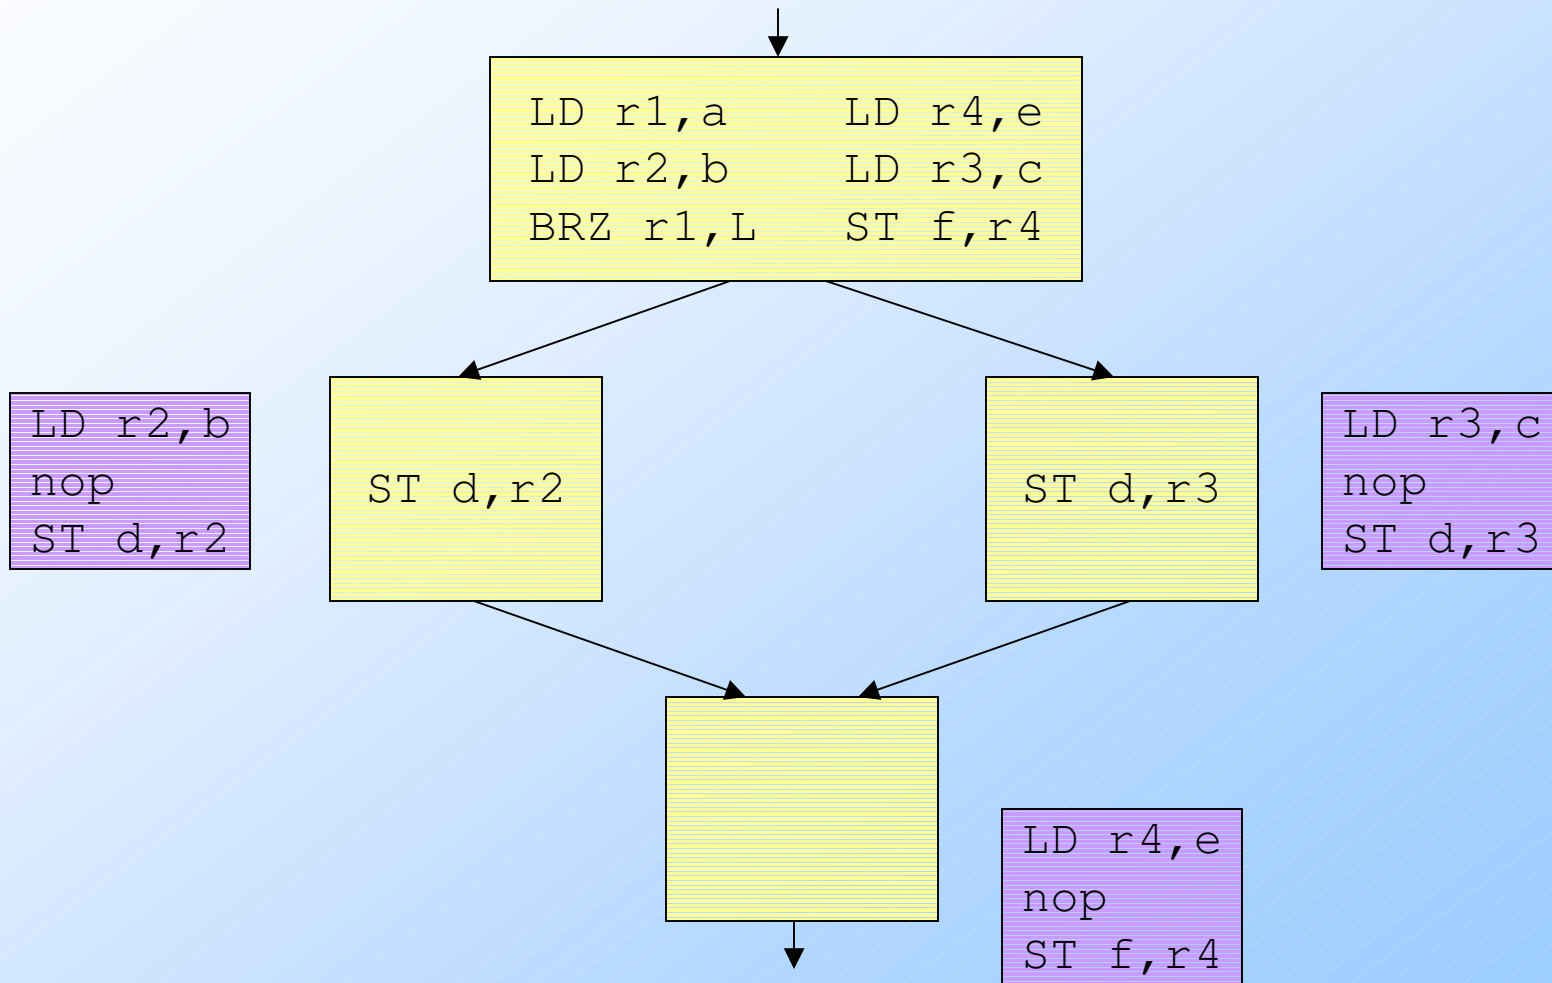 LD r1,a LD r4,e
LD r2,b LD r3,c
BRZ r1,L ST f,r4
LD r2,b
nop
ST d,r2
ST d,r2
ST d,r3
LD r3,c
nop
ST d,r3
LD r4,e
nop
ST f,r4